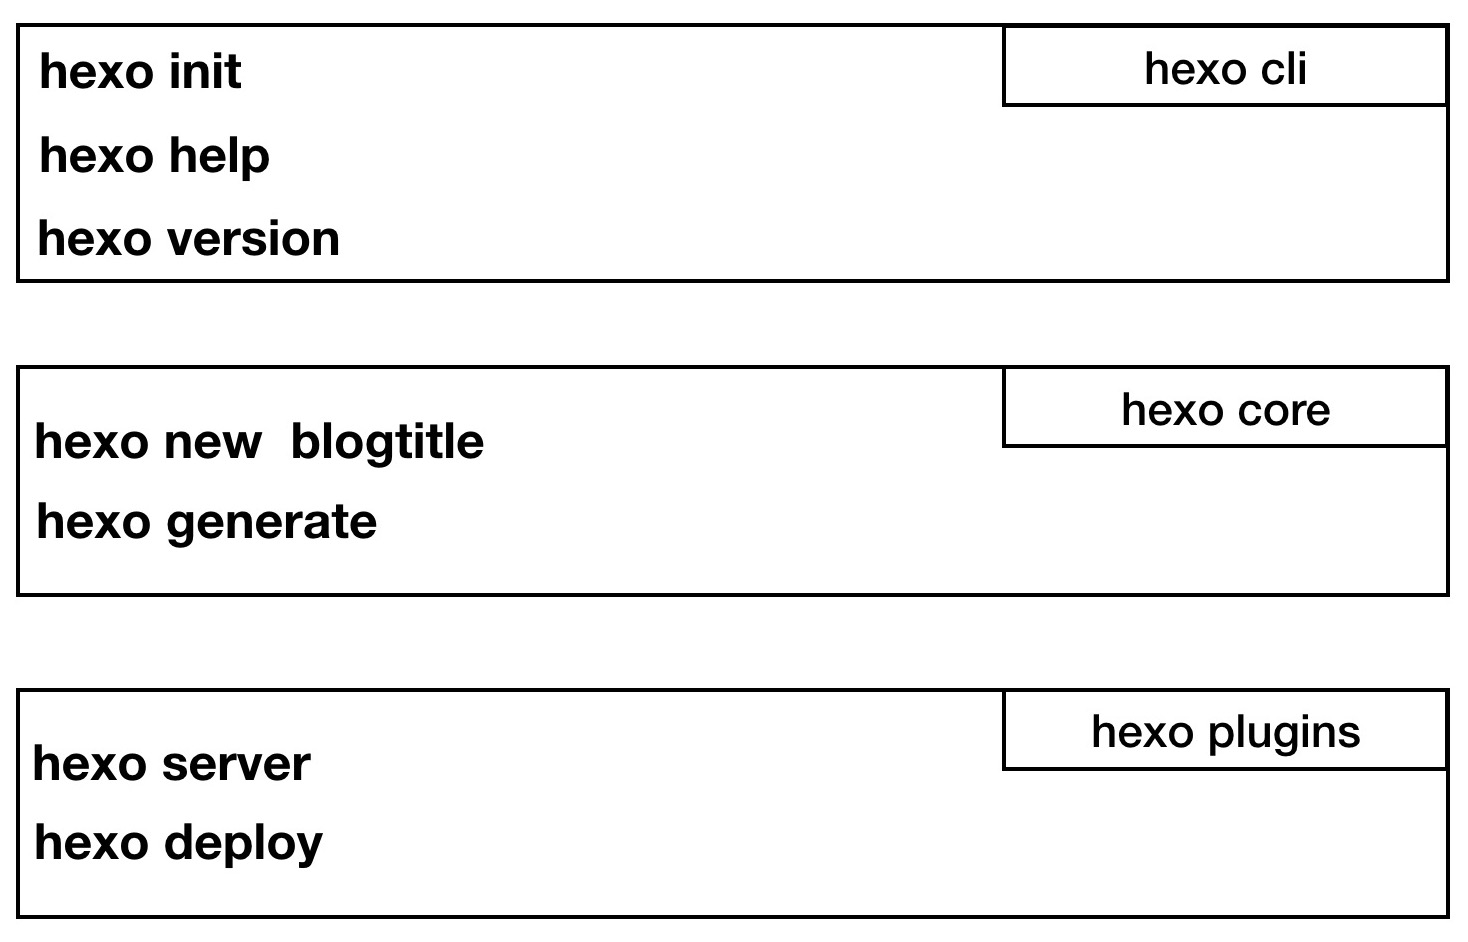 hexo init
hexo cli
hexo help
hexo version
hexo core
hexo new  blogtitle
hexo generate
hexo plugins
hexo server
hexo deploy